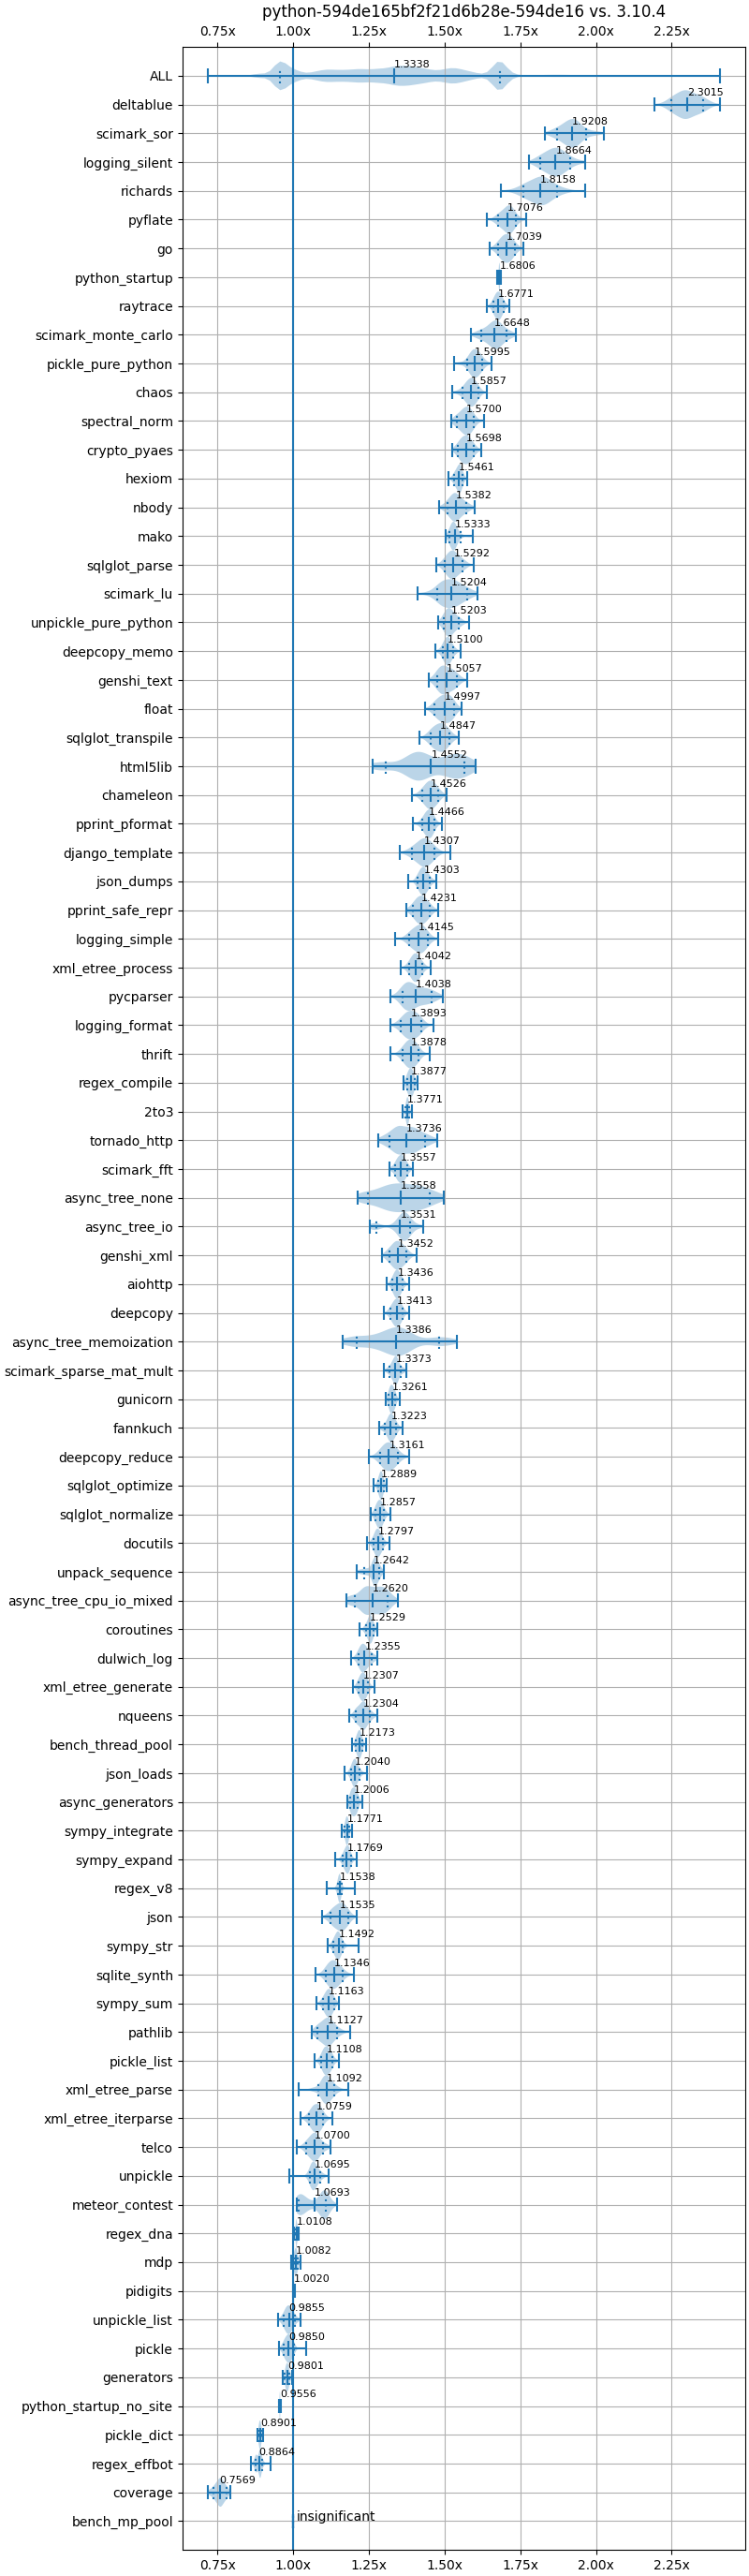 python-594de165bf2f21d6b28e-594de16 vs. 3.10.4
0.75x 1.00x 1.25x 1.50x 1.75x 2.00x 2.25x
ALL 1.3338
deltablue 2.3015
scimark_sor 1.9208
logging_silent 1.8664
richards 1.8158
pyflate 1.7076
go 1.7039
python_startup 1.6806
raytrace 1.6771
scimark_monte_carlo 1.6648
pickle_pure_python 1.5995
chaos 1.5857
spectral_norm 1.5700
crypto_pyaes 1.5698
hexiom 1.5461
nbody 1.5382
mako 1.5333
sqlglot_parse 1.5292
scimark_lu 1.5204
unpickle_pure_python 1.5203
deepcopy_memo 1.5100
genshi_text 1.5057
float 1.4997
sqlglot_transpile 1.4847
html5lib 1.4552
chameleon 1.4526
pprint_pformat 1.4466
django_template 1.4307
json_dumps 1.4303
pprint_safe_repr 1.4231
logging_simple 1.4145
xml_etree_process 1.4042
pycparser 1.4038
logging_format 1.3893
thrift 1.3878
regex_compile 1.3877
2to3 1.3771
tornado_http 1.3736
scimark_fft 1.3557
async_tree_none 1.3558
async_tree_io 1.3531
genshi_xml 1.3452
aiohttp 1.3436
deepcopy 1.3413
async_tree_memoization 1.3386
scimark_sparse_mat_mult 1.3373
gunicorn 1.3261
fannkuch 1.3223
deepcopy_reduce 1.3161
sqlglot_optimize 1.2889
sqlglot_normalize 1.2857
docutils 1.2797
unpack_sequence 1.2642
async_tree_cpu_io_mixed 1.2620
coroutines 1.2529
dulwich_log 1.2355
xml_etree_generate 1.2307
nqueens 1.2304
bench_thread_pool 1.2173
json_loads 1.2040
async_generators 1.2006
sympy_integrate 1.1771
sympy_expand 1.1769
regex_v8 1.1538
json 1.1535
sympy_str 1.1492
sqlite_synth 1.1346
sympy_sum 1.1163
pathlib 1.1127
pickle_list 1.1108
xml_etree_parse 1.1092
xml_etree_iterparse 1.0759
telco 1.0700
unpickle 1.0695
meteor_contest 1.0693
regex_dna 1.0108
mdp 1.0082
pidigits 1.0020
unpickle_list 0.9855
pickle 0.9850
generators 0.9801
python_startup_no_site 0.9556
pickle_dict 0.8901
regex_effbot 0.8864
coverage 0.7569
bench_mp_pool insignificant
0.75x 1.00x 1.25x 1.50x 1.75x 2.00x 2.25x